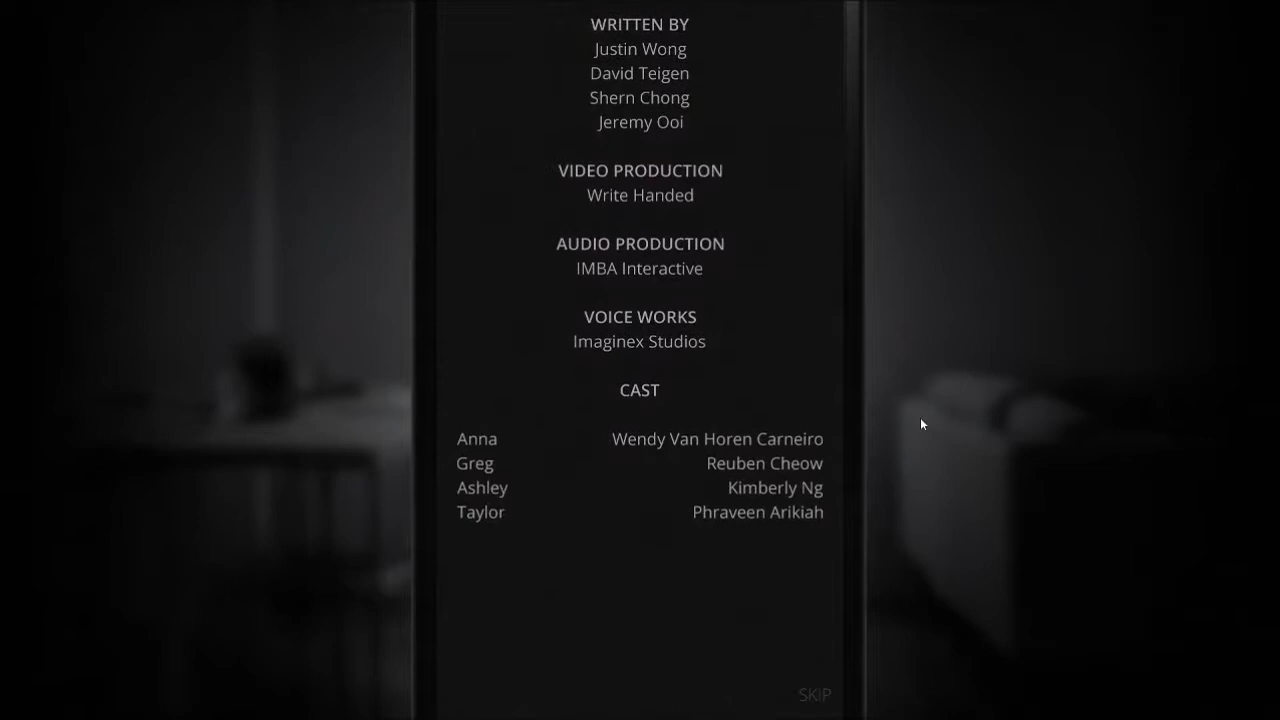 WRITTEN BY
Justin Wong
David Teigen
Shern Chong
Jeremy Ooi
VIDEO PRODUCTION
Write Handed
AUDIO PRODUCTION
IMBA Interactive
VOICE WORKS
Imaginex Studios
CAST
Anna Wendy Van Horen Carneiro
Greg Reuben Cheow
Ashley Kimberly Ng
Taylor Phraveen Arikiah
SKIP